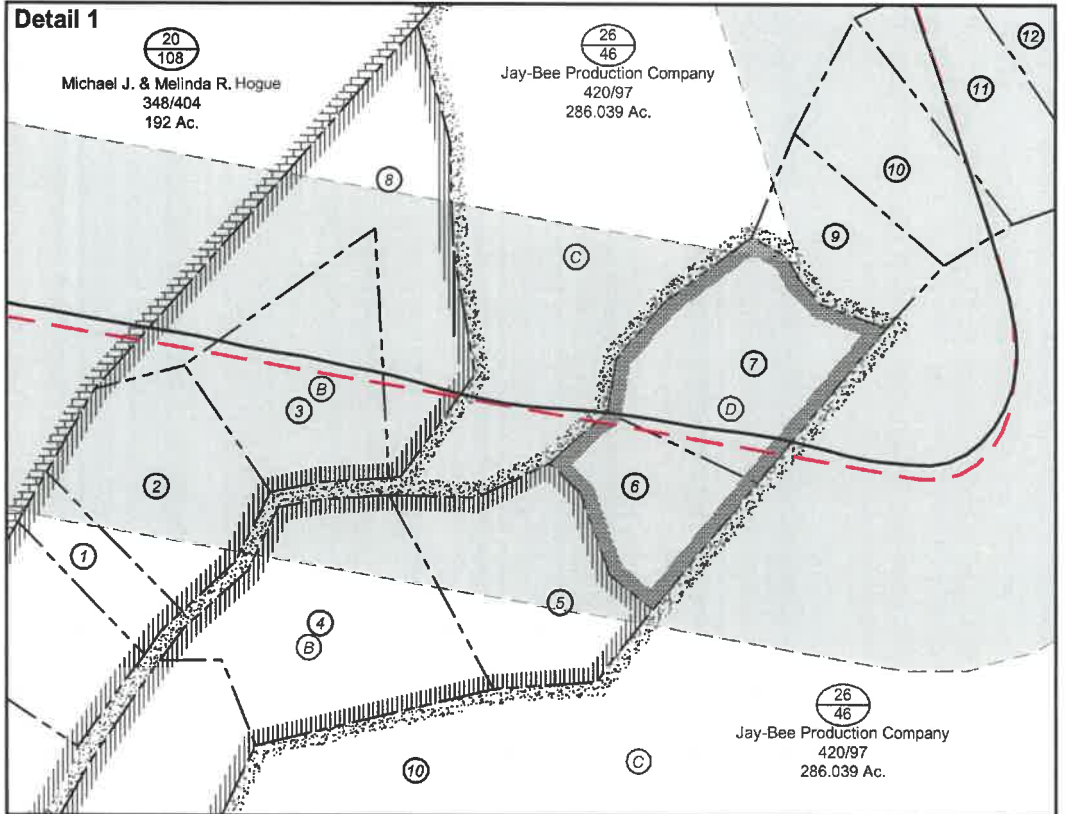 Detail 1
20
108
Michael J. & Melinda R. Hogue
348/404
192 Ac.
26
46
Jay-Bee Production Company
420/97
286.039 Ac.
12
11
10
9
8
C
7
B
3
D
2
6
1
5
4
B
26
46
Jay-Bee Production Company
420/97
286.039 Ac.
10
C